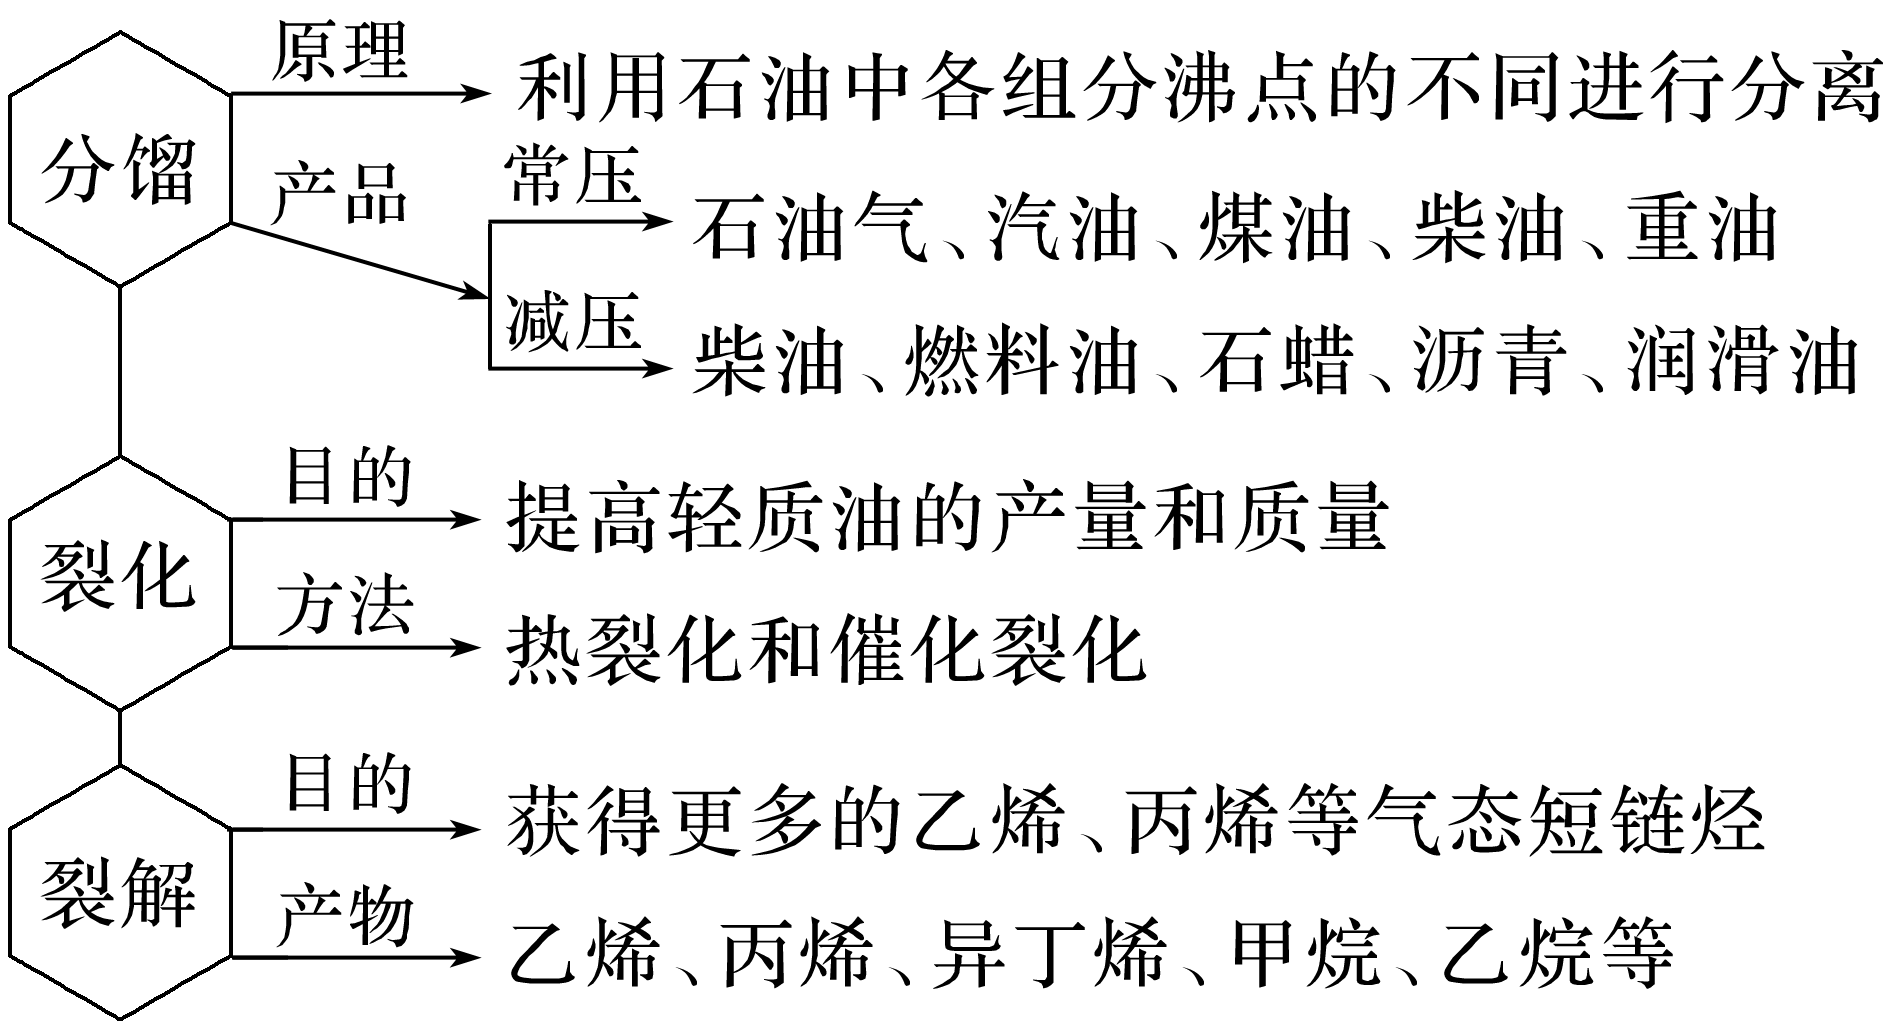 原理
利用石油中各组分沸点的不同进行分离
分馏
产品
常压
石油气、汽油、煤油、柴油、重油
减压
柴油、燃料油、石蜡、沥青、润滑油
目的
提高轻质油的产量和质量
裂化
方法
热裂化和催化裂化
目的
获得更多的乙烯、丙烯等气态短链烃
裂解
产物
乙烯、丙烯、异丁烯、甲烷、乙烷等